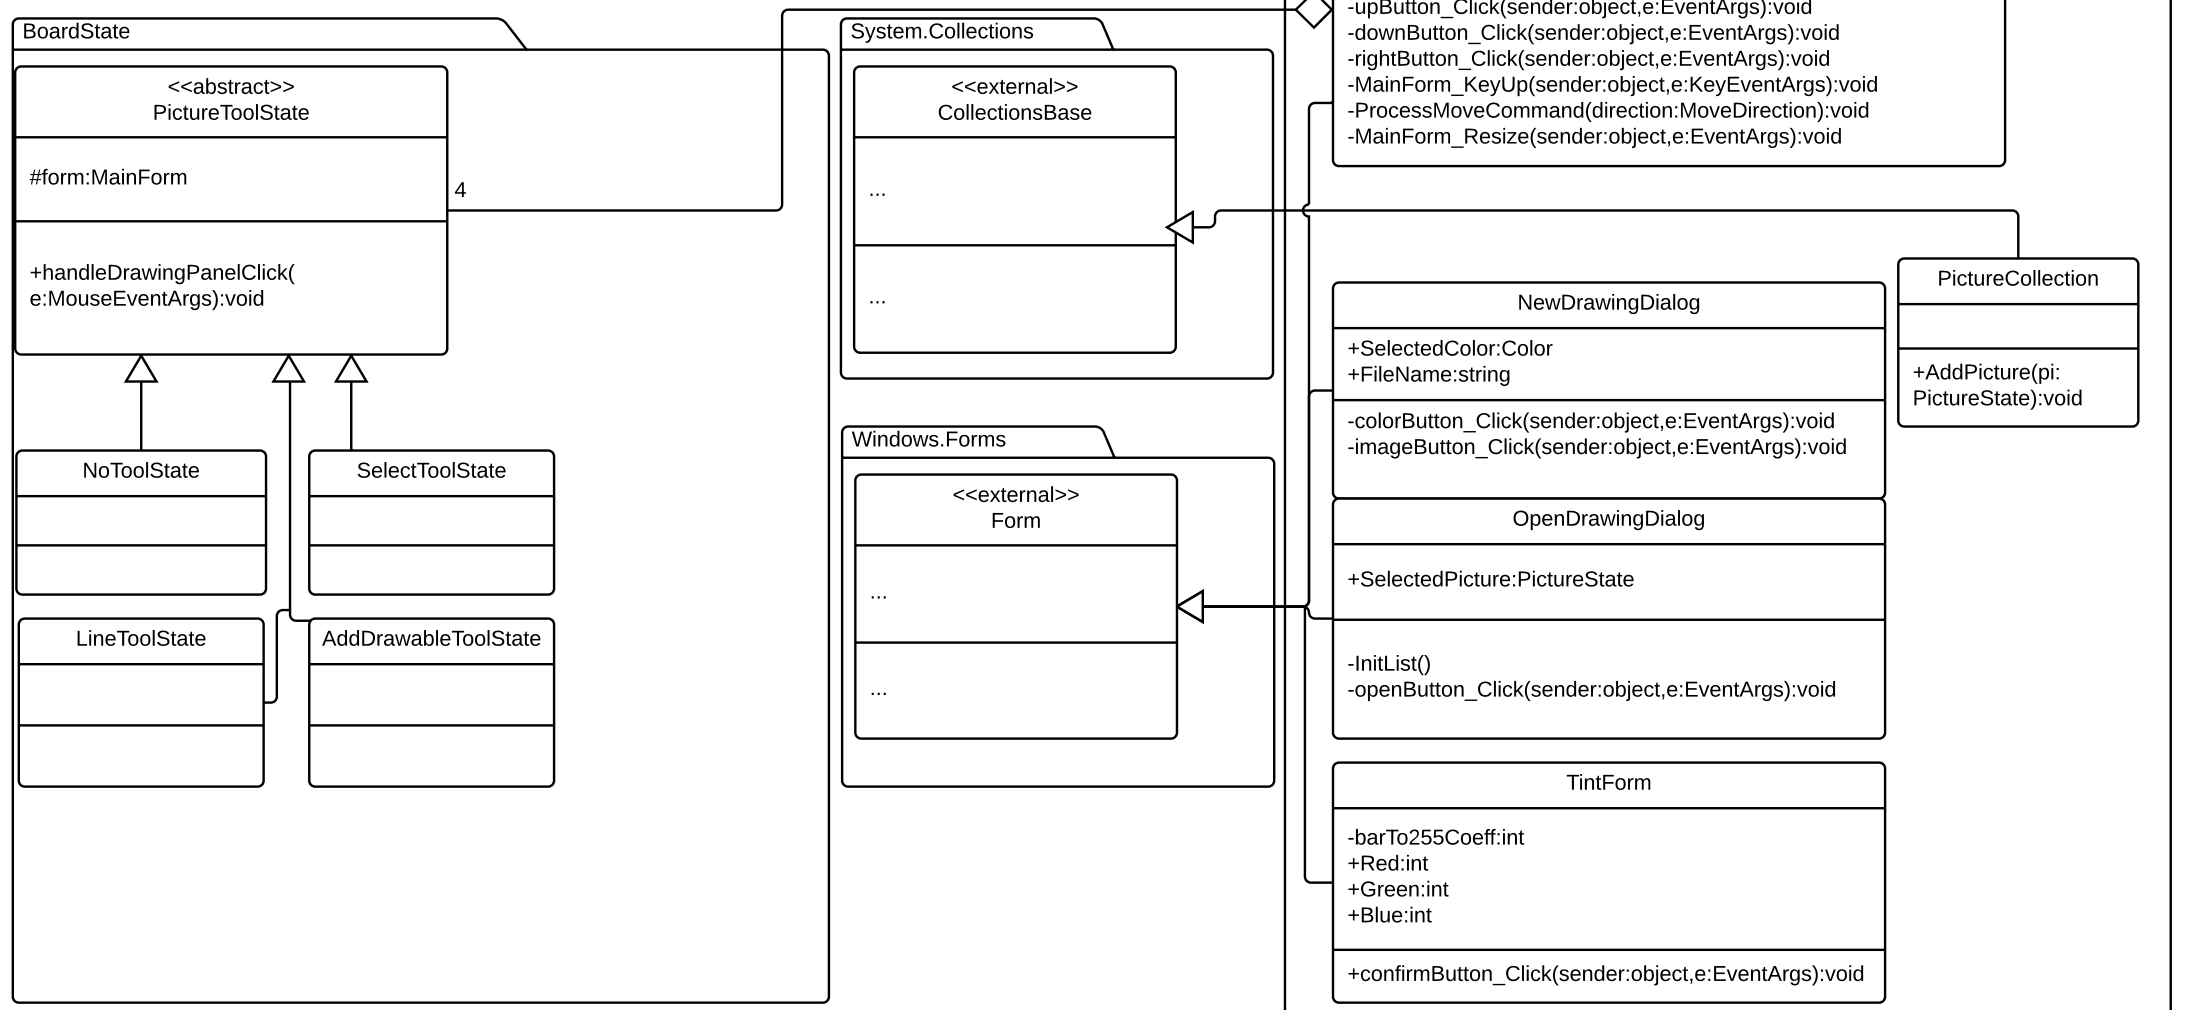 BoardState
<<abstract>>
PictureToolState
#form:MainForm
4
+handleDrawingPanelClick(
e:MouseEventArgs):void
NoToolState
SelectToolState
LineToolState
AddDrawableToolState
System.Collections
<<external>>
CollectionsBase
...
...
Windows.Forms
<<external>>
Form
...
...
-upButton_Click(sender:object,e:EventArgs):void
-downButton_Click(sender:object,e:EventArgs):void
-rightButton_Click(sender:object,e:EventArgs):void
-MainForm_KeyUp(sender:object,e:KeyEventArgs):void
-ProcessMoveCommand(direction:MoveDirection):void
-MainForm_Resize(sender:object,e:EventArgs):void
NewDrawingDialog
+SelectedColor:Color
+FileName:string
-colorButton_Click(sender:object,e:EventArgs):void
-imageButton_Click(sender:object,e:EventArgs):void
OpenDrawingDialog
+SelectedPicture:PictureState
-InitList()
-openButton_Click(sender:object,e:EventArgs):void
TintForm
-barTo255Coeff:int
+Red:int
+Green:int
+Blue:int
+confirmButton_Click(sender:object,e:EventArgs):void
PictureCollection
+AddPicture(pi:
PictureState):void